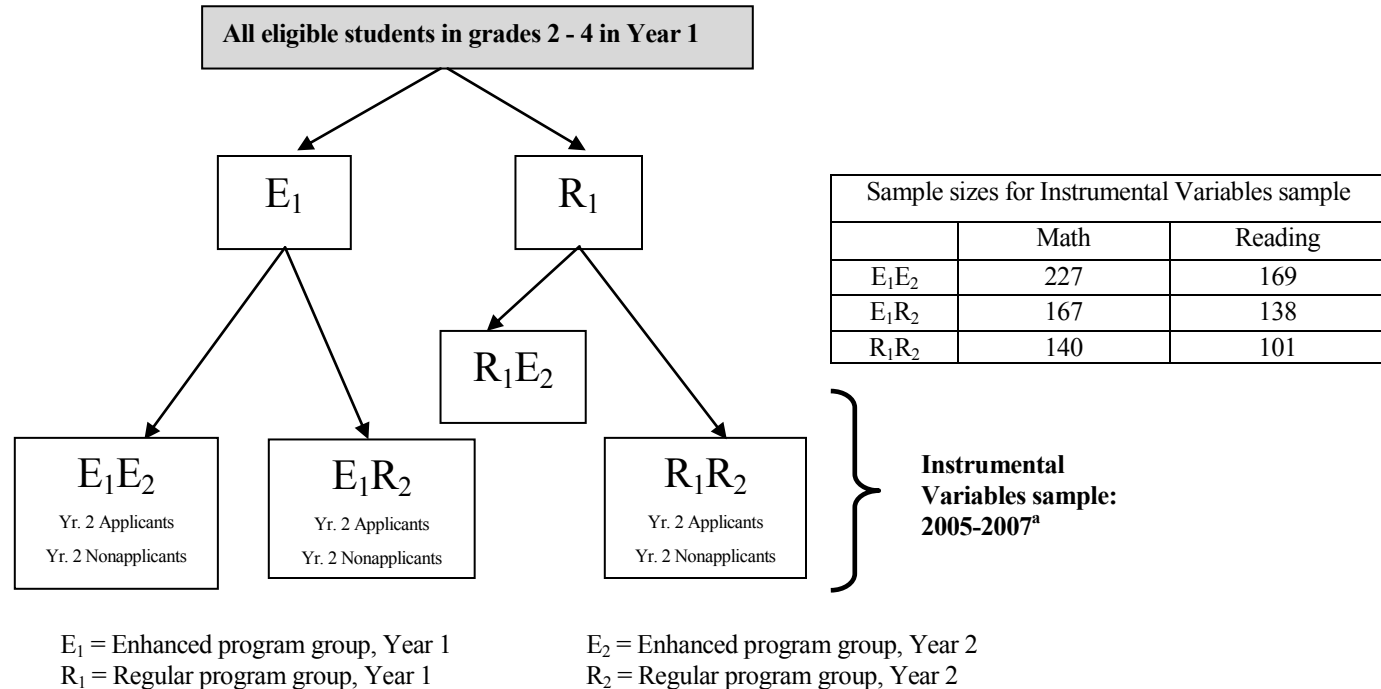 All eligible students in grades 2 - 4 in Year 1
E₁
R₁
Sample sizes for Instrumental Variables sample
Math Reading
E₁E₂ 227 169
E₁R₂ 167 138
R₁R₂ 140 101
R₁E₂
E₁E₂
Yr. 2 Applicants
Yr. 2 Nonapplicants
E₁R₂
Yr. 2 Applicants
Yr. 2 Nonapplicants
R₁R₂
Yr. 2 Applicants
Yr. 2 Nonapplicants
Instrumental
Variables sample:
2005-2007ᵃ
E₁ = Enhanced program group, Year 1
R₁ = Regular program group, Year 1
E₂ = Enhanced program group, Year 2
R₂ = Regular program group, Year 2